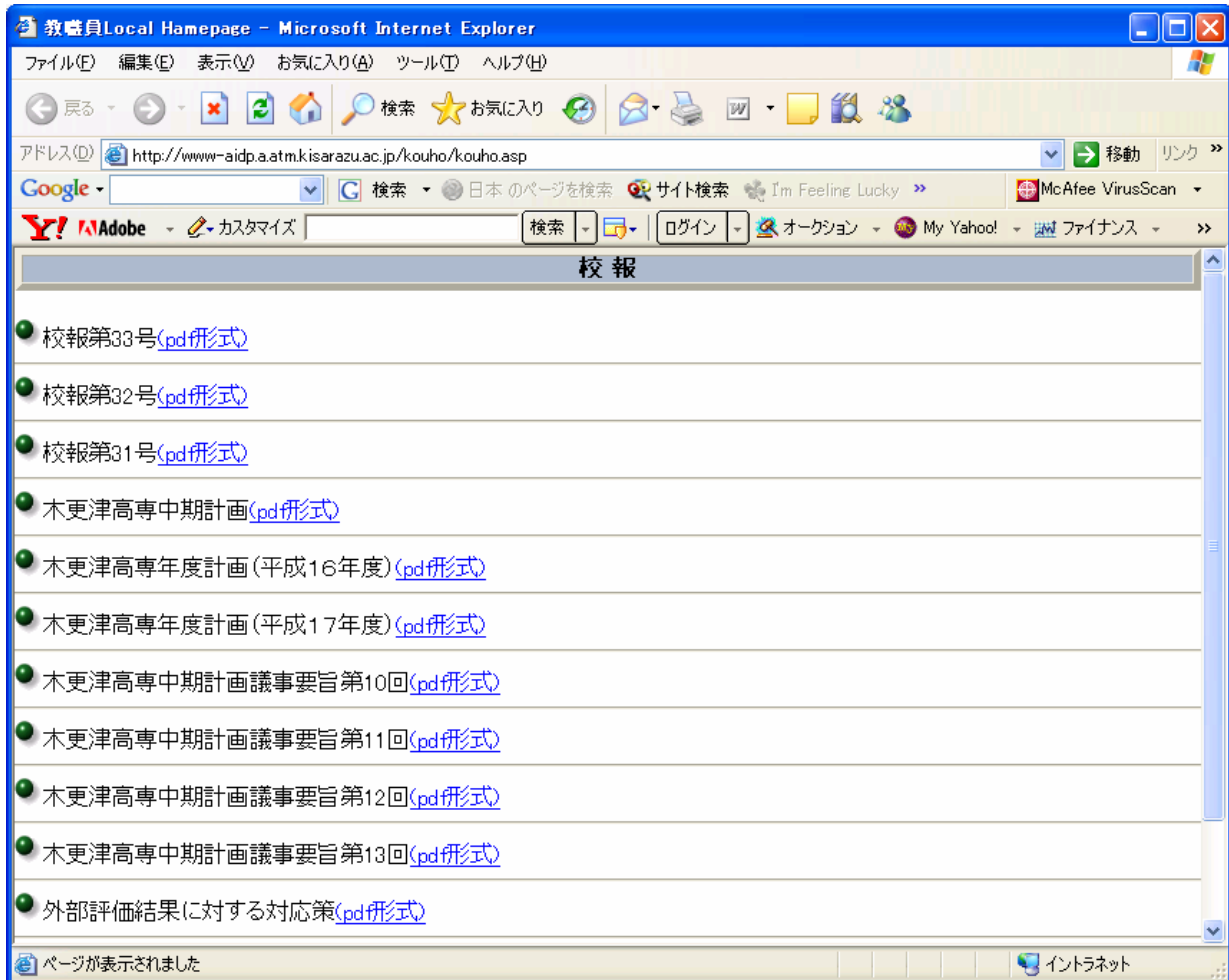 教職員Local Hamepage - Microsoft Internet Explorer
ファイル(F) 編集(E) 表示(V) お気に入り(A) ツール(T) ヘルプ(H)
戻る 検索 お気に入り
アドレス(D) http://www-aidp.a.atm.kisarazu.ac.jp/kouho/kouho.asp 移動 リンク »
Google 検索 日本 のページを検索 サイト検索 I'm Feeling Lucky » McAfee VirusScan
Y! Adobe カスタマイズ 検索 ログイン オークション My Yahoo! ファイナンス »
校 報
校報第33号(pdf形式)
校報第32号(pdf形式)
校報第31号(pdf形式)
木更津高専中期計画(pdf形式)
木更津高専年度計画(平成16年度)(pdf形式)
木更津高専年度計画(平成17年度)(pdf形式)
木更津高専中期計画議事要旨第10回(pdf形式)
木更津高専中期計画議事要旨第11回(pdf形式)
木更津高専中期計画議事要旨第12回(pdf形式)
木更津高専中期計画議事要旨第13回(pdf形式)
外部評価結果に対する対応策(pdf形式)
ページが表示されました イントラネット